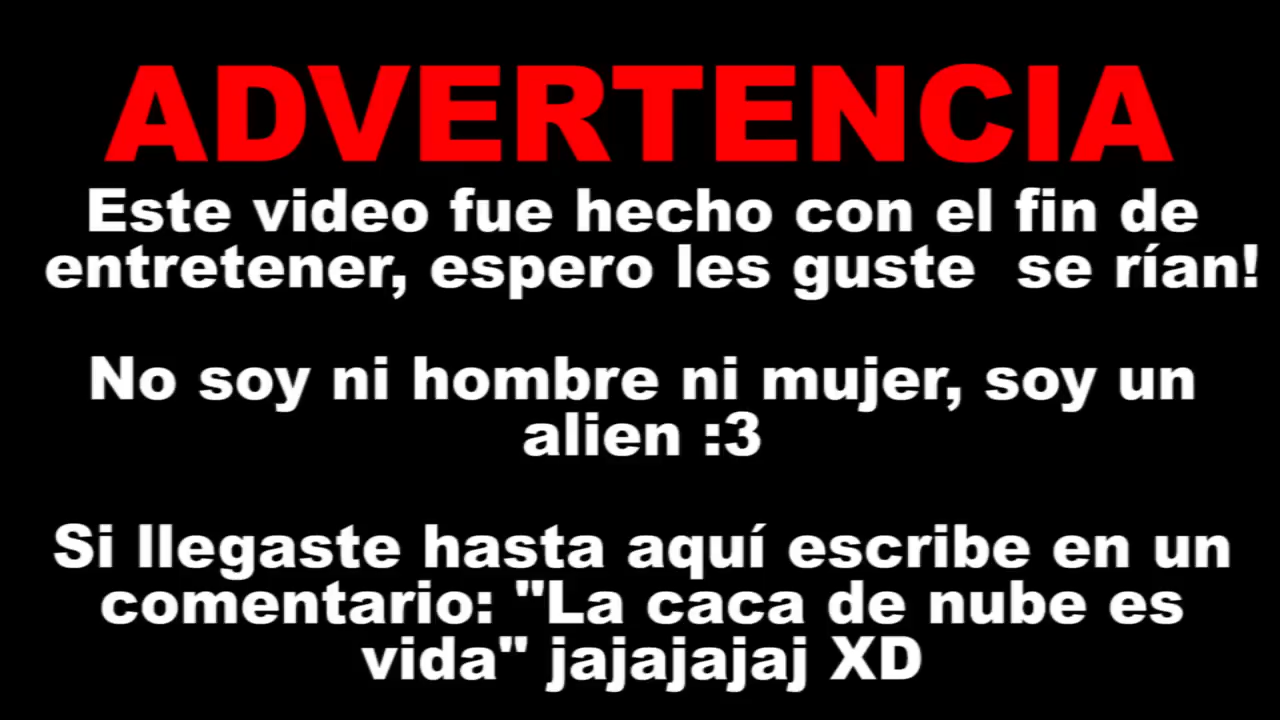 ADVERTENCIA
Este video fue hecho con el fin de
entretener, espero les guste  se rían!
No soy ni hombre ni mujer, soy un
alien :3
Si llegaste hasta aquí escribe en un
comentario: "La caca de nube es
vida" jajajajaj XD